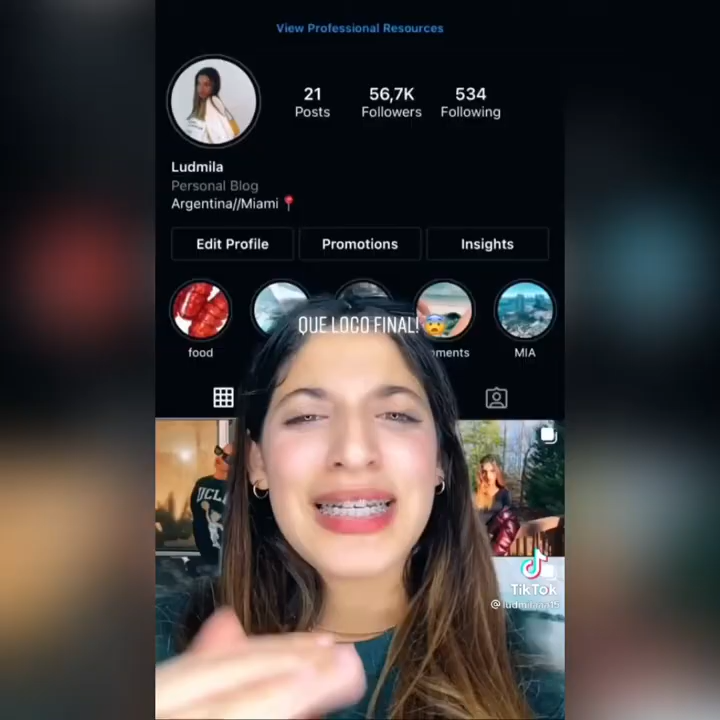 View Professional Resources
21
Posts
56,7K
Followers
534
Following
Ludmila
Personal Blog
Argentina//Miami📍
Edit Profile
Promotions
Insights
QUE LOCO FINAL!😨
food
MIA
UCL
TikTok